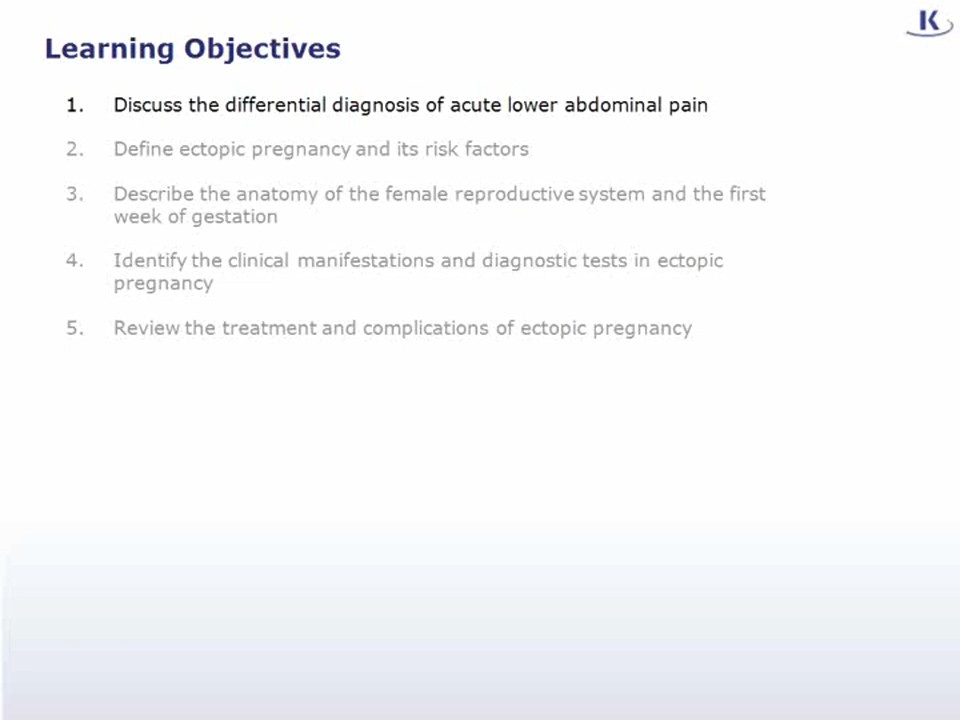 K
Learning Objectives
1. Discuss the differential diagnosis of acute lower abdominal pain
2. Define ectopic pregnancy and its risk factors
3. Describe the anatomy of the female reproductive system and the first
week of gestation
4. Identify the clinical manifestations and diagnostic tests in ectopic
pregnancy
5. Review the treatment and complications of ectopic pregnancy